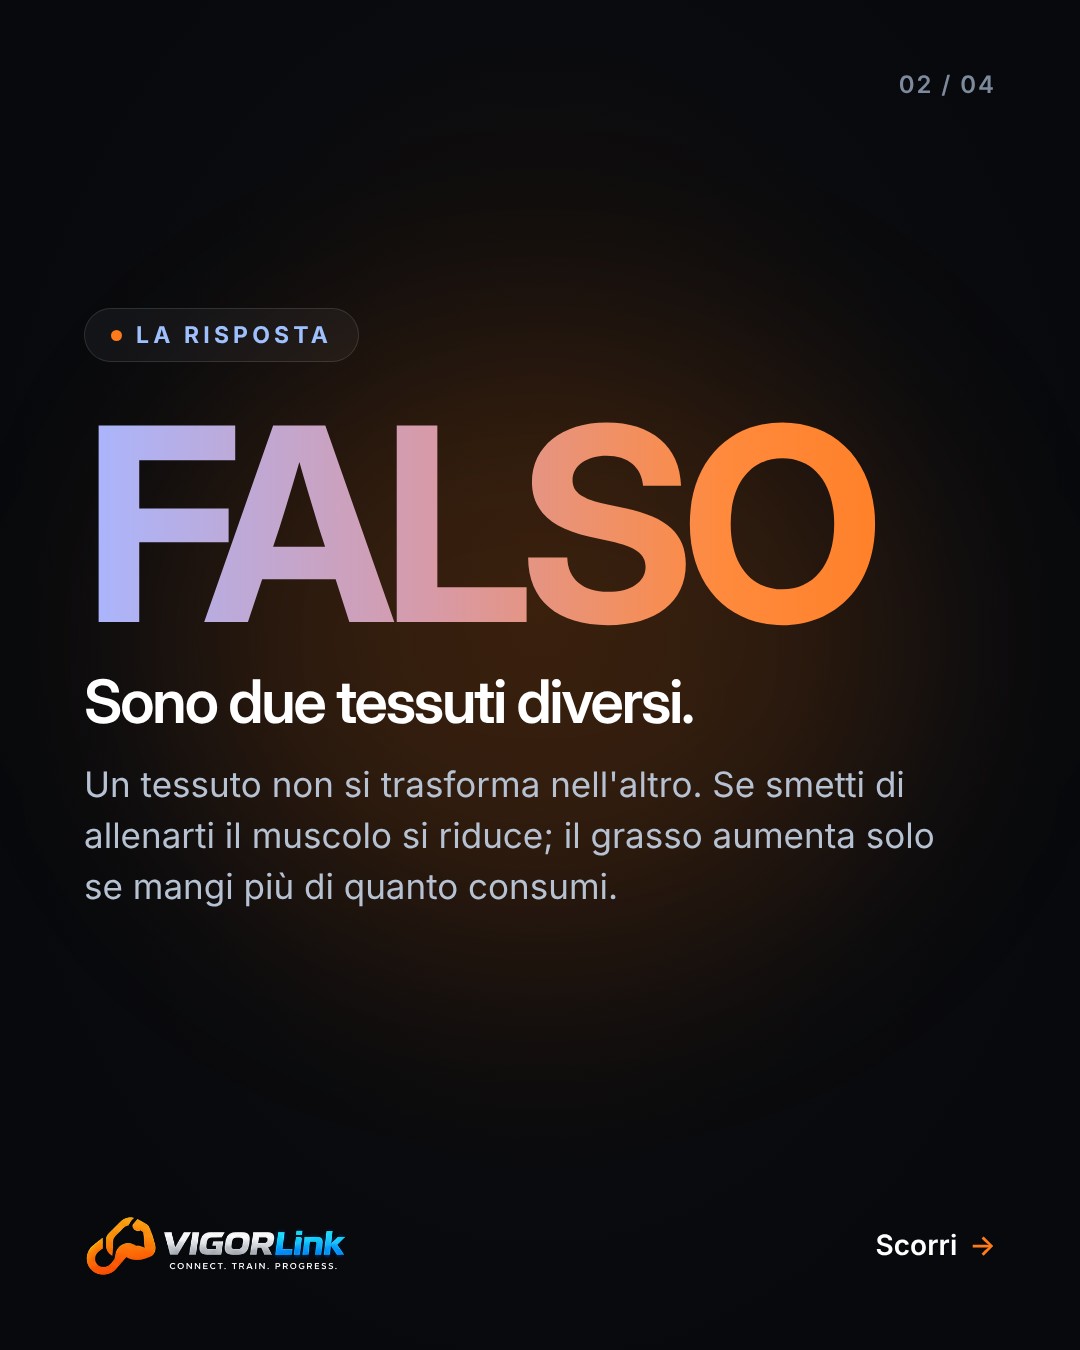 02 / 04
LA RISPOSTA
FALSO
Sono due tessuti diversi.
Un tessuto non si trasforma nell'altro. Se smetti di
allenarti il muscolo si riduce; il grasso aumenta solo
se mangi più di quanto consumi.
VIGORLink
CONNECT. TRAIN. PROGRESS.
Scorri →